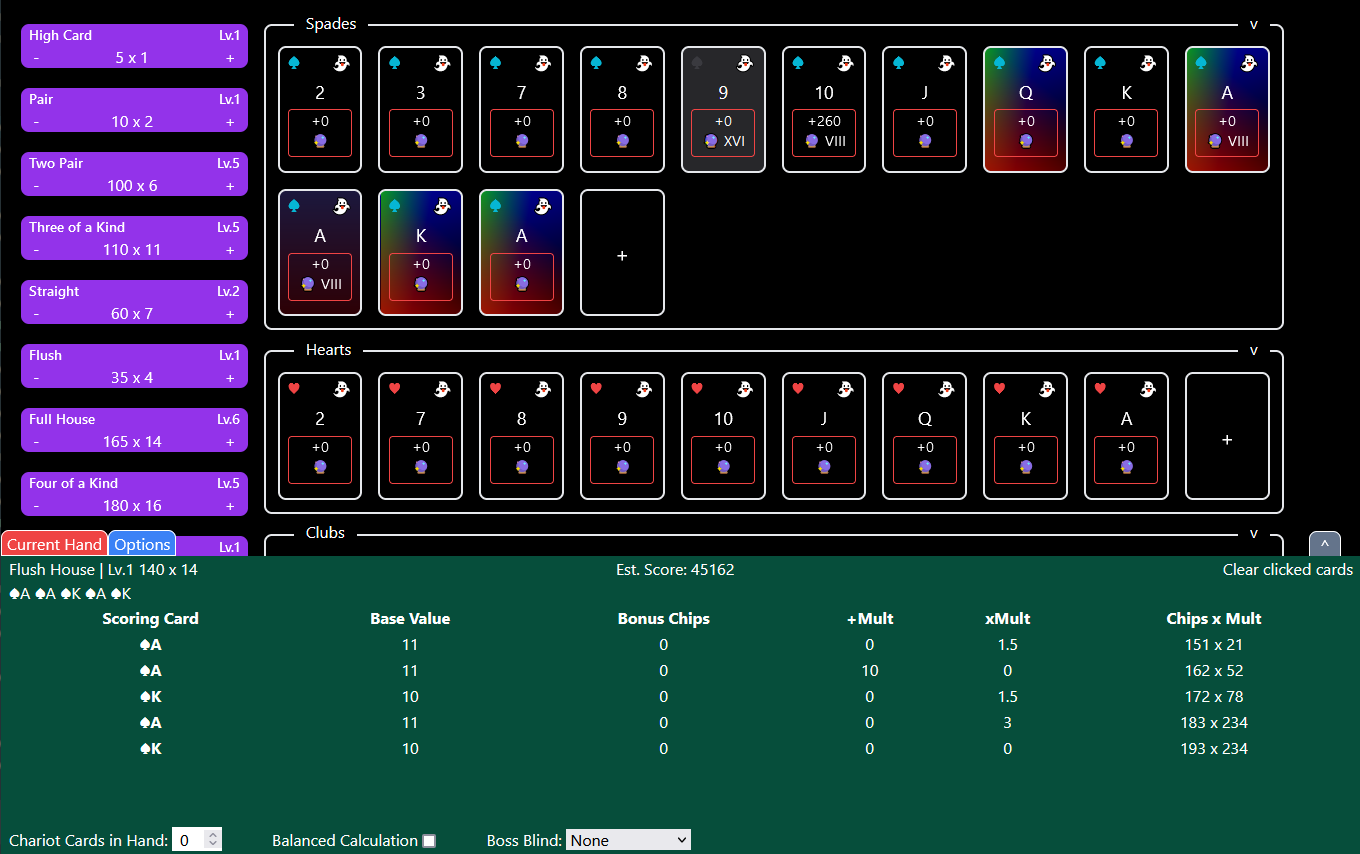 High Card Lv.1
- 5 x 1 +
Pair Lv.1
- 10 x 2 +
Two Pair Lv.5
- 100 x 6 +
Three of a Kind Lv.5
- 110 x 11 +
Straight Lv.2
- 60 x 7 +
Flush Lv.1
- 35 x 4 +
Full House Lv.6
- 165 x 14 +
Four of a Kind Lv.5
- 180 x 16 +
Lv.1
Spades v
2 3 7 8 9 10 J Q K A
+0 +0 +0 +0 +0 +260 +0 +0 +0 +0
XVI VIII VIII
A K A
+0 +0 +0 +
VIII
Hearts v
2 7 8 9 10 J Q K A
+0 +0 +0 +0 +0 +0 +0 +0 +0 +
Clubs v
Current Hand Options ^
Flush House | Lv.1 140 x 14 Est. Score: 45162 Clear clicked cards
♠A ♠A ♠K ♠A ♠K
Scoring Card Base Value Bonus Chips +Mult xMult Chips x Mult
♠A 11 0 0 1.5 151 x 21
♠A 11 0 10 0 162 x 52
♠K 10 0 0 1.5 172 x 78
♠A 11 0 0 3 183 x 234
♠K 10 0 0 0 193 x 234
Chariot Cards in Hand: 0 Balanced Calculation Boss Blind: None